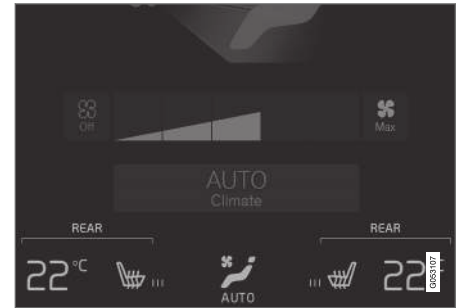 Off
Max
AUTO
Climate
REAR REAR
22°C 22
AUTO
G053107